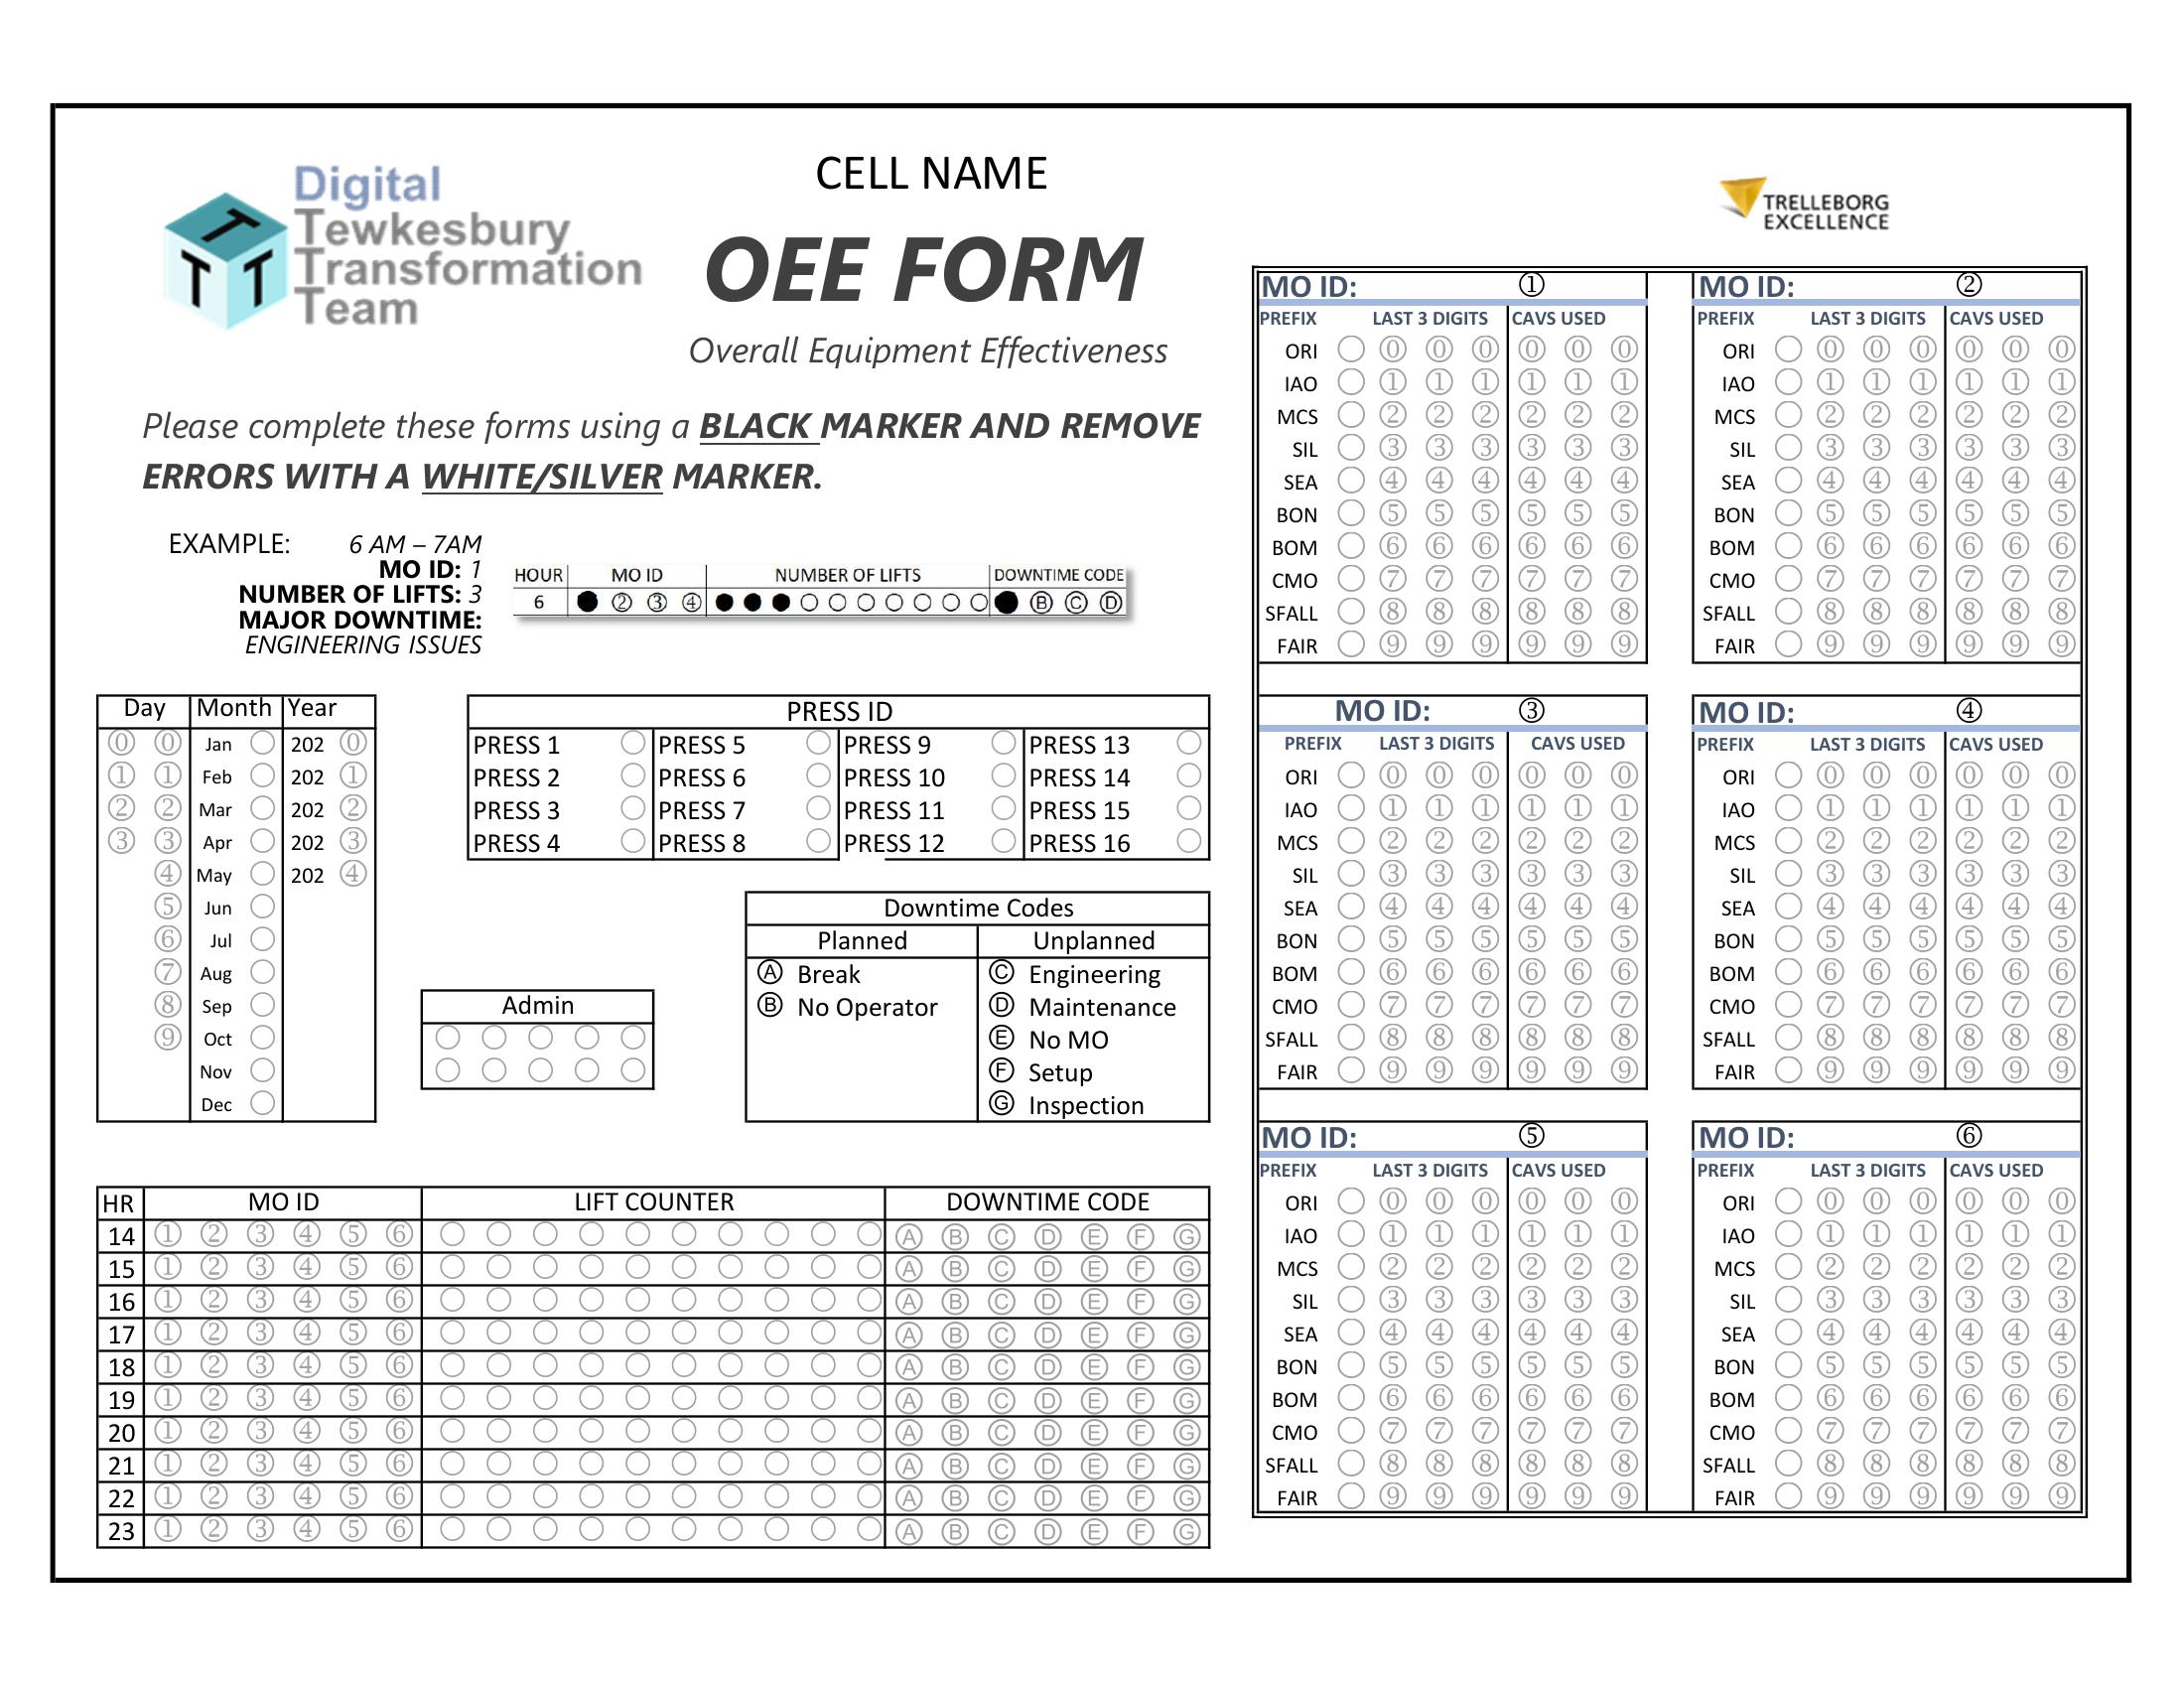 Digital
Tewkesbury
Transformation
Team
T T T
CELL NAME
OEE FORM
Overall Equipment Effectiveness
TRELLEBORG
EXCELLENCE
Please complete these forms using a BLACK MARKER AND REMOVE
ERRORS WITH A WHITE/SILVER MARKER.
EXAMPLE: 6 AM – 7AM
MO ID: 1
NUMBER OF LIFTS: 3
MAJOR DOWNTIME:
ENGINEERING ISSUES
HOUR MO ID NUMBER OF LIFTS DOWNTIME CODE
6 ② ③ ④ Ⓑ Ⓒ Ⓓ
Day Month Year
⓪ ⓪ Jan 202 ⓪
① ① Feb 202 ①
② ② Mar 202 ②
③ ③ Apr 202 ③
④ May 202 ④
⑤ Jun
⑥ Jul
⑦ Aug
⑧ Sep
⑨ Oct
Nov
Dec
PRESS ID
PRESS 1 PRESS 5 PRESS 9 PRESS 13
PRESS 2 PRESS 6 PRESS 10 PRESS 14
PRESS 3 PRESS 7 PRESS 11 PRESS 15
PRESS 4 PRESS 8 PRESS 12 PRESS 16
Admin
Downtime Codes
Planned Unplanned
Ⓐ Break Ⓒ Engineering
Ⓑ No Operator Ⓓ Maintenance
Ⓔ No MO
Ⓕ Setup
Ⓖ Inspection
HR MO ID LIFT COUNTER DOWNTIME CODE
14 ① ② ③ ④ ⑤ ⑥ Ⓐ Ⓑ Ⓒ Ⓓ Ⓔ Ⓕ Ⓖ
15 ① ② ③ ④ ⑤ ⑥ Ⓐ Ⓑ Ⓒ Ⓓ Ⓔ Ⓕ Ⓖ
16 ① ② ③ ④ ⑤ ⑥ Ⓐ Ⓑ Ⓒ Ⓓ Ⓔ Ⓕ Ⓖ
17 ① ② ③ ④ ⑤ ⑥ Ⓐ Ⓑ Ⓒ Ⓓ Ⓔ Ⓕ Ⓖ
18 ① ② ③ ④ ⑤ ⑥ Ⓐ Ⓑ Ⓒ Ⓓ Ⓔ Ⓕ Ⓖ
19 ① ② ③ ④ ⑤ ⑥ Ⓐ Ⓑ Ⓒ Ⓓ Ⓔ Ⓕ Ⓖ
20 ① ② ③ ④ ⑤ ⑥ Ⓐ Ⓑ Ⓒ Ⓓ Ⓔ Ⓕ Ⓖ
21 ① ② ③ ④ ⑤ ⑥ Ⓐ Ⓑ Ⓒ Ⓓ Ⓔ Ⓕ Ⓖ
22 ① ② ③ ④ ⑤ ⑥ Ⓐ Ⓑ Ⓒ Ⓓ Ⓔ Ⓕ Ⓖ
23 ① ② ③ ④ ⑤ ⑥ Ⓐ Ⓑ Ⓒ Ⓓ Ⓔ Ⓕ Ⓖ
MO ID: ① MO ID: ②
PREFIX LAST 3 DIGITS CAVS USED PREFIX LAST 3 DIGITS CAVS USED
ORI ⓪ ⓪ ⓪ ⓪ ⓪ ⓪ ORI ⓪ ⓪ ⓪ ⓪ ⓪ ⓪
IAO ① ① ① ① ① ① IAO ① ① ① ① ① ①
MCS ② ② ② ② ② ② MCS ② ② ② ② ② ②
SIL ③ ③ ③ ③ ③ ③ SIL ③ ③ ③ ③ ③ ③
SEA ④ ④ ④ ④ ④ ④ SEA ④ ④ ④ ④ ④ ④
BON ⑤ ⑤ ⑤ ⑤ ⑤ ⑤ BON ⑤ ⑤ ⑤ ⑤ ⑤ ⑤
BOM ⑥ ⑥ ⑥ ⑥ ⑥ ⑥ BOM ⑥ ⑥ ⑥ ⑥ ⑥ ⑥
CMO ⑦ ⑦ ⑦ ⑦ ⑦ ⑦ CMO ⑦ ⑦ ⑦ ⑦ ⑦ ⑦
SFALL ⑧ ⑧ ⑧ ⑧ ⑧ ⑧ SFALL ⑧ ⑧ ⑧ ⑧ ⑧ ⑧
FAIR ⑨ ⑨ ⑨ ⑨ ⑨ ⑨ FAIR ⑨ ⑨ ⑨ ⑨ ⑨ ⑨
MO ID: ③ MO ID: ④
PREFIX LAST 3 DIGITS CAVS USED PREFIX LAST 3 DIGITS CAVS USED
ORI ⓪ ⓪ ⓪ ⓪ ⓪ ⓪ ORI ⓪ ⓪ ⓪ ⓪ ⓪ ⓪
IAO ① ① ① ① ① ① IAO ① ① ① ① ① ①
MCS ② ② ② ② ② ② MCS ② ② ② ② ② ②
SIL ③ ③ ③ ③ ③ ③ SIL ③ ③ ③ ③ ③ ③
SEA ④ ④ ④ ④ ④ ④ SEA ④ ④ ④ ④ ④ ④
BON ⑤ ⑤ ⑤ ⑤ ⑤ ⑤ BON ⑤ ⑤ ⑤ ⑤ ⑤ ⑤
BOM ⑥ ⑥ ⑥ ⑥ ⑥ ⑥ BOM ⑥ ⑥ ⑥ ⑥ ⑥ ⑥
CMO ⑦ ⑦ ⑦ ⑦ ⑦ ⑦ CMO ⑦ ⑦ ⑦ ⑦ ⑦ ⑦
SFALL ⑧ ⑧ ⑧ ⑧ ⑧ ⑧ SFALL ⑧ ⑧ ⑧ ⑧ ⑧ ⑧
FAIR ⑨ ⑨ ⑨ ⑨ ⑨ ⑨ FAIR ⑨ ⑨ ⑨ ⑨ ⑨ ⑨
MO ID: ⑤ MO ID: ⑥
PREFIX LAST 3 DIGITS CAVS USED PREFIX LAST 3 DIGITS CAVS USED
ORI ⓪ ⓪ ⓪ ⓪ ⓪ ⓪ ORI ⓪ ⓪ ⓪ ⓪ ⓪ ⓪
IAO ① ① ① ① ① ① IAO ① ① ① ① ① ①
MCS ② ② ② ② ② ② MCS ② ② ② ② ② ②
SIL ③ ③ ③ ③ ③ ③ SIL ③ ③ ③ ③ ③ ③
SEA ④ ④ ④ ④ ④ ④ SEA ④ ④ ④ ④ ④ ④
BON ⑤ ⑤ ⑤ ⑤ ⑤ ⑤ BON ⑤ ⑤ ⑤ ⑤ ⑤ ⑤
BOM ⑥ ⑥ ⑥ ⑥ ⑥ ⑥ BOM ⑥ ⑥ ⑥ ⑥ ⑥ ⑥
CMO ⑦ ⑦ ⑦ ⑦ ⑦ ⑦ CMO ⑦ ⑦ ⑦ ⑦ ⑦ ⑦
SFALL ⑧ ⑧ ⑧ ⑧ ⑧ ⑧ SFALL ⑧ ⑧ ⑧ ⑧ ⑧ ⑧
FAIR ⑨ ⑨ ⑨ ⑨ ⑨ ⑨ FAIR ⑨ ⑨ ⑨ ⑨ ⑨ ⑨